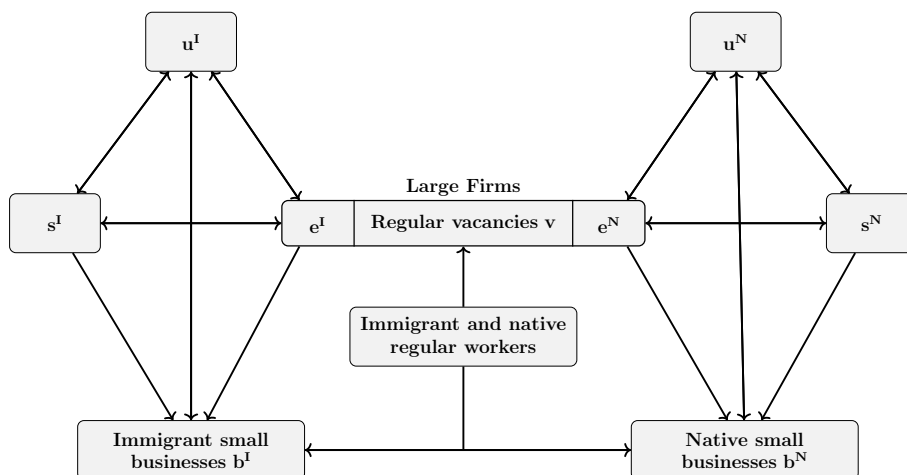 u^I
u^N
Large Firms
s^I
e^I
Regular vacancies v
e^N
s^N
Immigrant and native
regular workers
Immigrant small
businesses b^I
Native small
businesses b^N